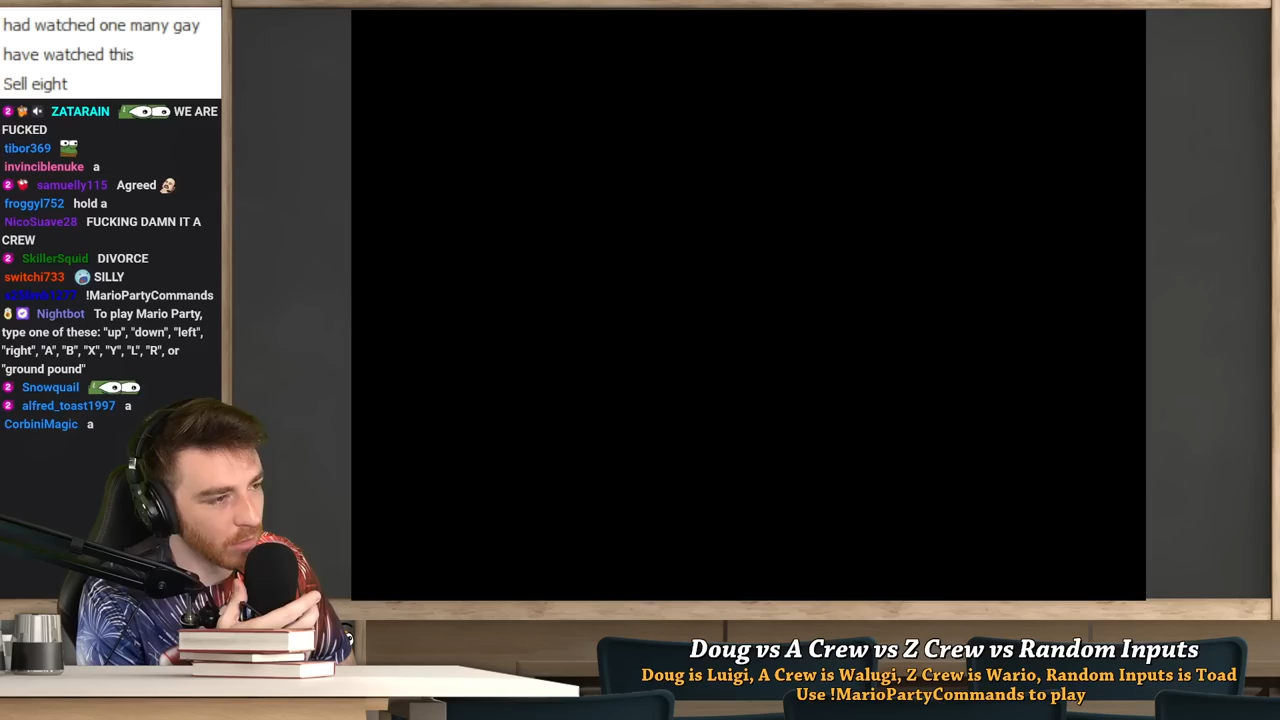 had watched one many gay
have watched this
Sell eight
ZATARAIN WE ARE
FUCKED
tibor369
invinciblenuke a
samuelly115 Agreed
froggyl752 hold a
NicoSuave28 FUCKING DAMN IT A
CREW
SkillerSquid DIVORCE
switchi733 SILLY
!MarioPartyCommands
Nightbot To play Mario Party,
type one of these: "up", "down", "left",
"right", "A", "B", "X", "Y", "L", "R", or
"ground pound"
Snowquail
alfred_toast1997 a
CorbiniMagic a
Doug vs A Crew vs Z Crew vs Random Inputs
Doug is Luigi, A Crew is Walugi, Z Crew is Wario, Random Inputs is Toad
Use !MarioPartyCommands to play